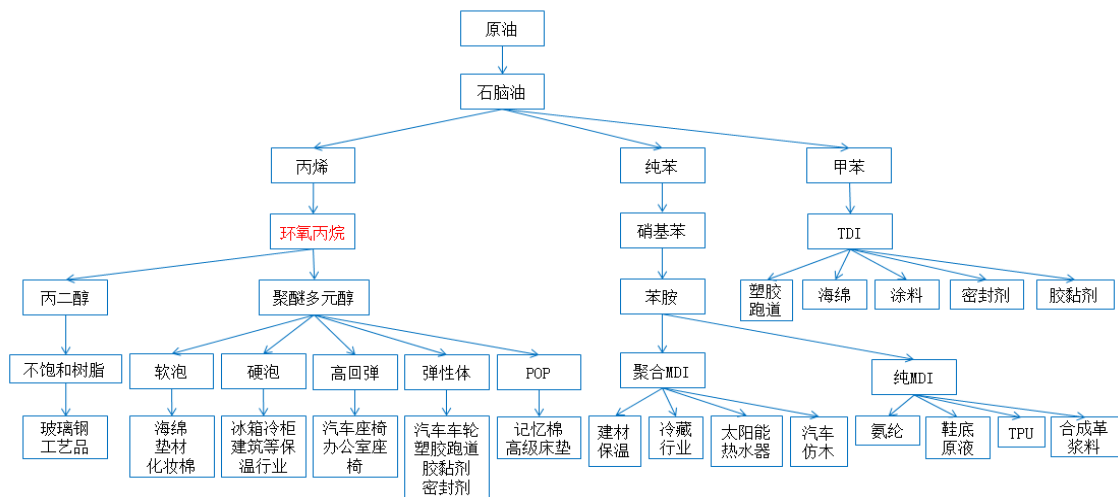 原油
石脑油
丙烯
纯苯
甲苯
环氧丙烷
硝基苯
TDI
丙二醇
聚醚多元醇
苯胺
塑胶
跑道
海绵
涂料
密封剂
胶黏剂
不饱和树脂
软泡
硬泡
高回弹
弹性体
POP
聚合MDI
纯MDI
玻璃钢
工艺品
海绵
垫材
化妆棉
冰箱冷柜
建筑等保
温行业
汽车座椅
办公室座
椅
汽车车轮
塑胶跑道
胶黏剂
密封剂
记忆棉
高级床垫
建材
保温
冷藏
行业
太阳能
热水器
汽车
仿木
氨纶
鞋底
原液
TPU
合成革
浆料